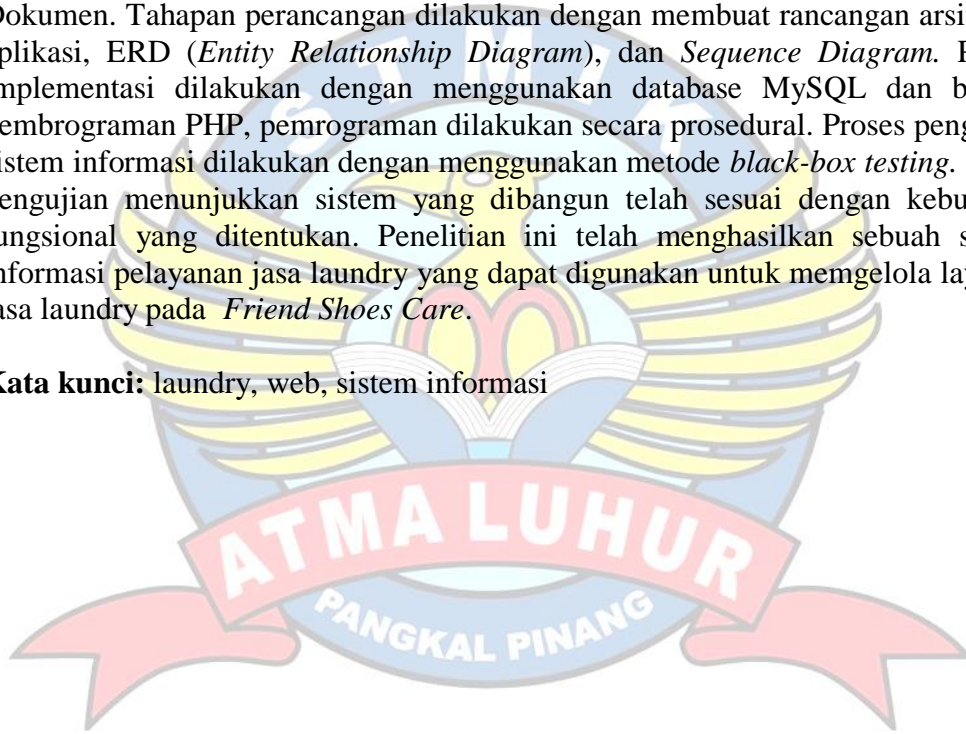 Dokumen. Tahapan perancangan dilakukan dengan membuat rancangan arsi
plikasi, ERD (Entity Relationship Diagram), dan Sequence Diagram.
mplementasi dilakukan dengan menggunakan database MySQL dan b
embrograman PHP, pemrograman dilakukan secara prosedural. Proses peng
istem informasi dilakukan dengan menggunakan metode black-box testing.
engujian menunjukkan sistem yang dibangun telah sesuai dengan kebu
ungsional yang ditentukan. Penelitian ini telah menghasilkan sebuah s
nformasi pelayanan jasa laundry yang dapat digunakan untuk memgelola lay
asa laundry pada Friend Shoes Care.
Kata kunci: laundry, web, sistem informasi
STMIK
ATMA LUHUR
PANGKAL PINANG